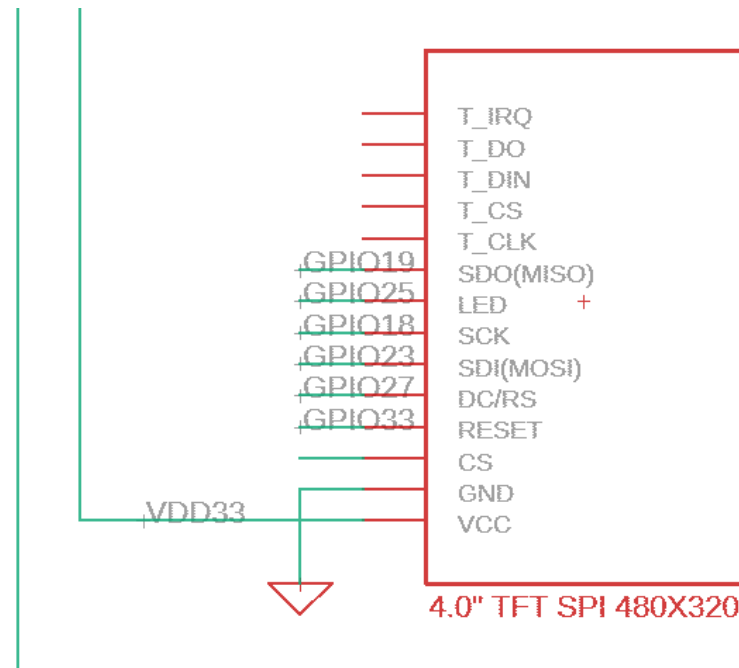 T_IRQ
T_DO
T_DIN
T_CS
T_CLK
GPIO19 SDO(MISO)
GPIO25 LED
GPIO18 SCK
GPIO23 SDI(MOSI)
GPIO27 DC/RS
GPIO33 RESET
CS
GND
VDD33 VCC
4.0" TFT SPI 480X320